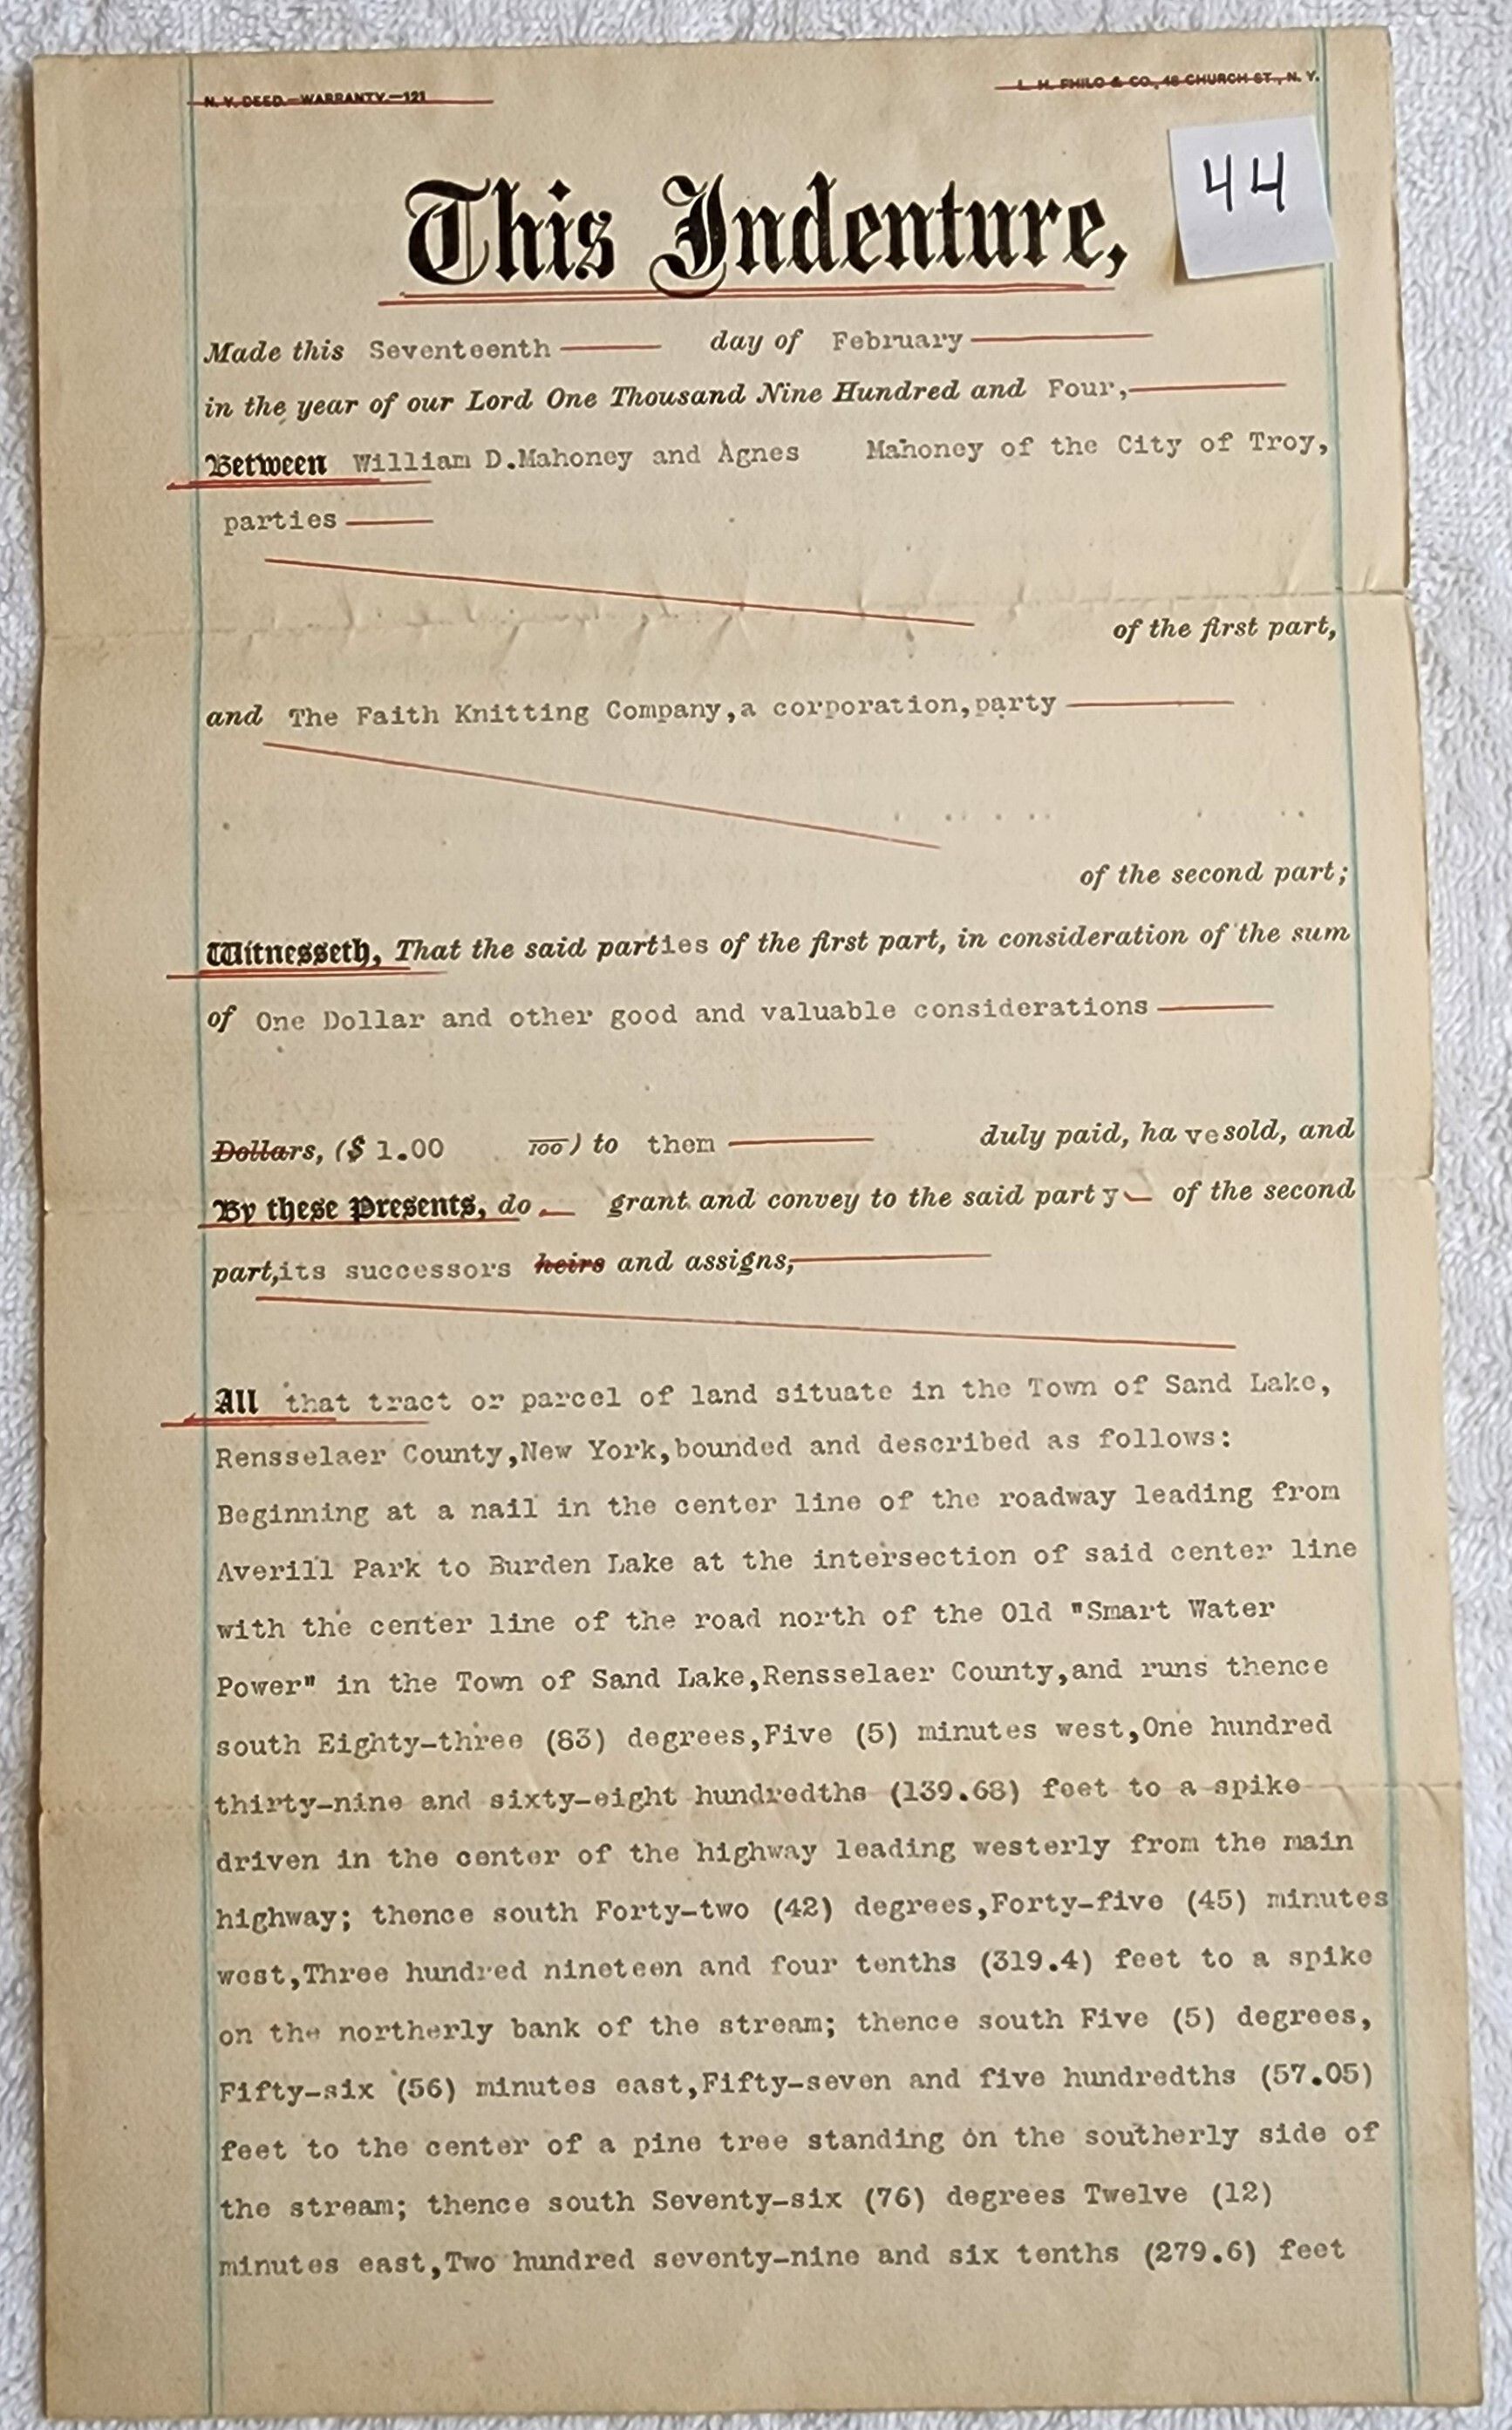 N. Y. DEED.—WARRANTY.—121
L. H. PHILO & CO., 48 CHURCH ST., N. Y.
44
This Indenture,
Made this Seventeenth day of February
in the year of our Lord One Thousand Nine Hundred and Four,
Between William D.Mahoney and Agnes Mahoney of the City of Troy,
parties
of the first part,
and The Faith Knitting Company,a corporation,party
of the second part;
Witnesseth, That the said parties of the first part, in consideration of the sum
of One Dollar and other good and valuable considerations
Dollars, ($ 1.00 100) to them duly paid, ha ve sold, and
By these Presents, do grant and convey to the said part y of the second
part,its successors heirs and assigns,
All that tract or parcel of land situate in the Town of Sand Lake,
Rensselaer County,New York,bounded and described as follows:
Beginning at a nail in the center line of the roadway leading from
Averill Park to Burden Lake at the intersection of said center line
with the center line of the road north of the Old "Smart Water
Power" in the Town of Sand Lake,Rensselaer County,and runs thence
south Eighty-three (83) degrees,Five (5) minutes west,One hundred
thirty-nine and sixty-eight hundredths (139.68) feet to a spike
driven in the center of the highway leading westerly from the main
highway; thence south Forty-two (42) degrees,Forty-five (45) minutes
west,Three hundred nineteen and four tenths (319.4) feet to a spike
on the northerly bank of the stream; thence south Five (5) degrees,
Fifty-six (56) minutes east,Fifty-seven and five hundredths (57.05)
feet to the center of a pine tree standing on the southerly side of
the stream; thence south Seventy-six (76) degrees Twelve (12)
minutes east,Two hundred seventy-nine and six tenths (279.6) feet